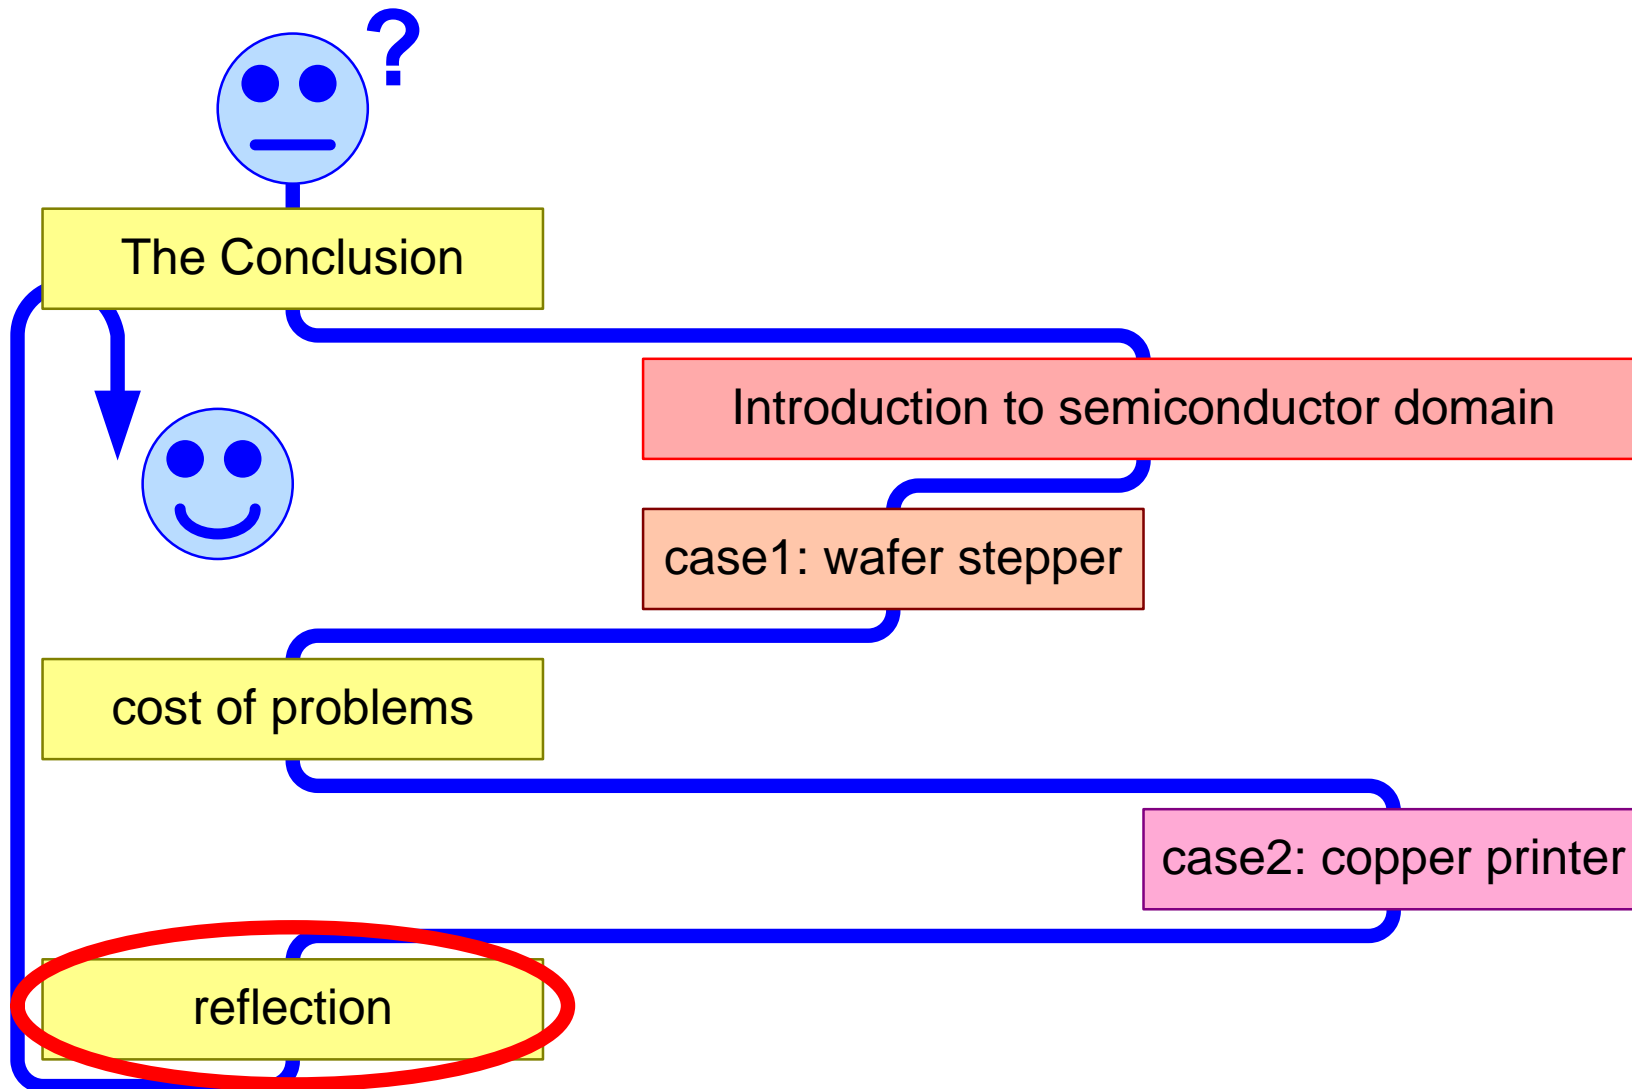 ?
The Conclusion
Introduction to semiconductor domain
case1: wafer stepper
cost of problems
case2: copper printer
reflection